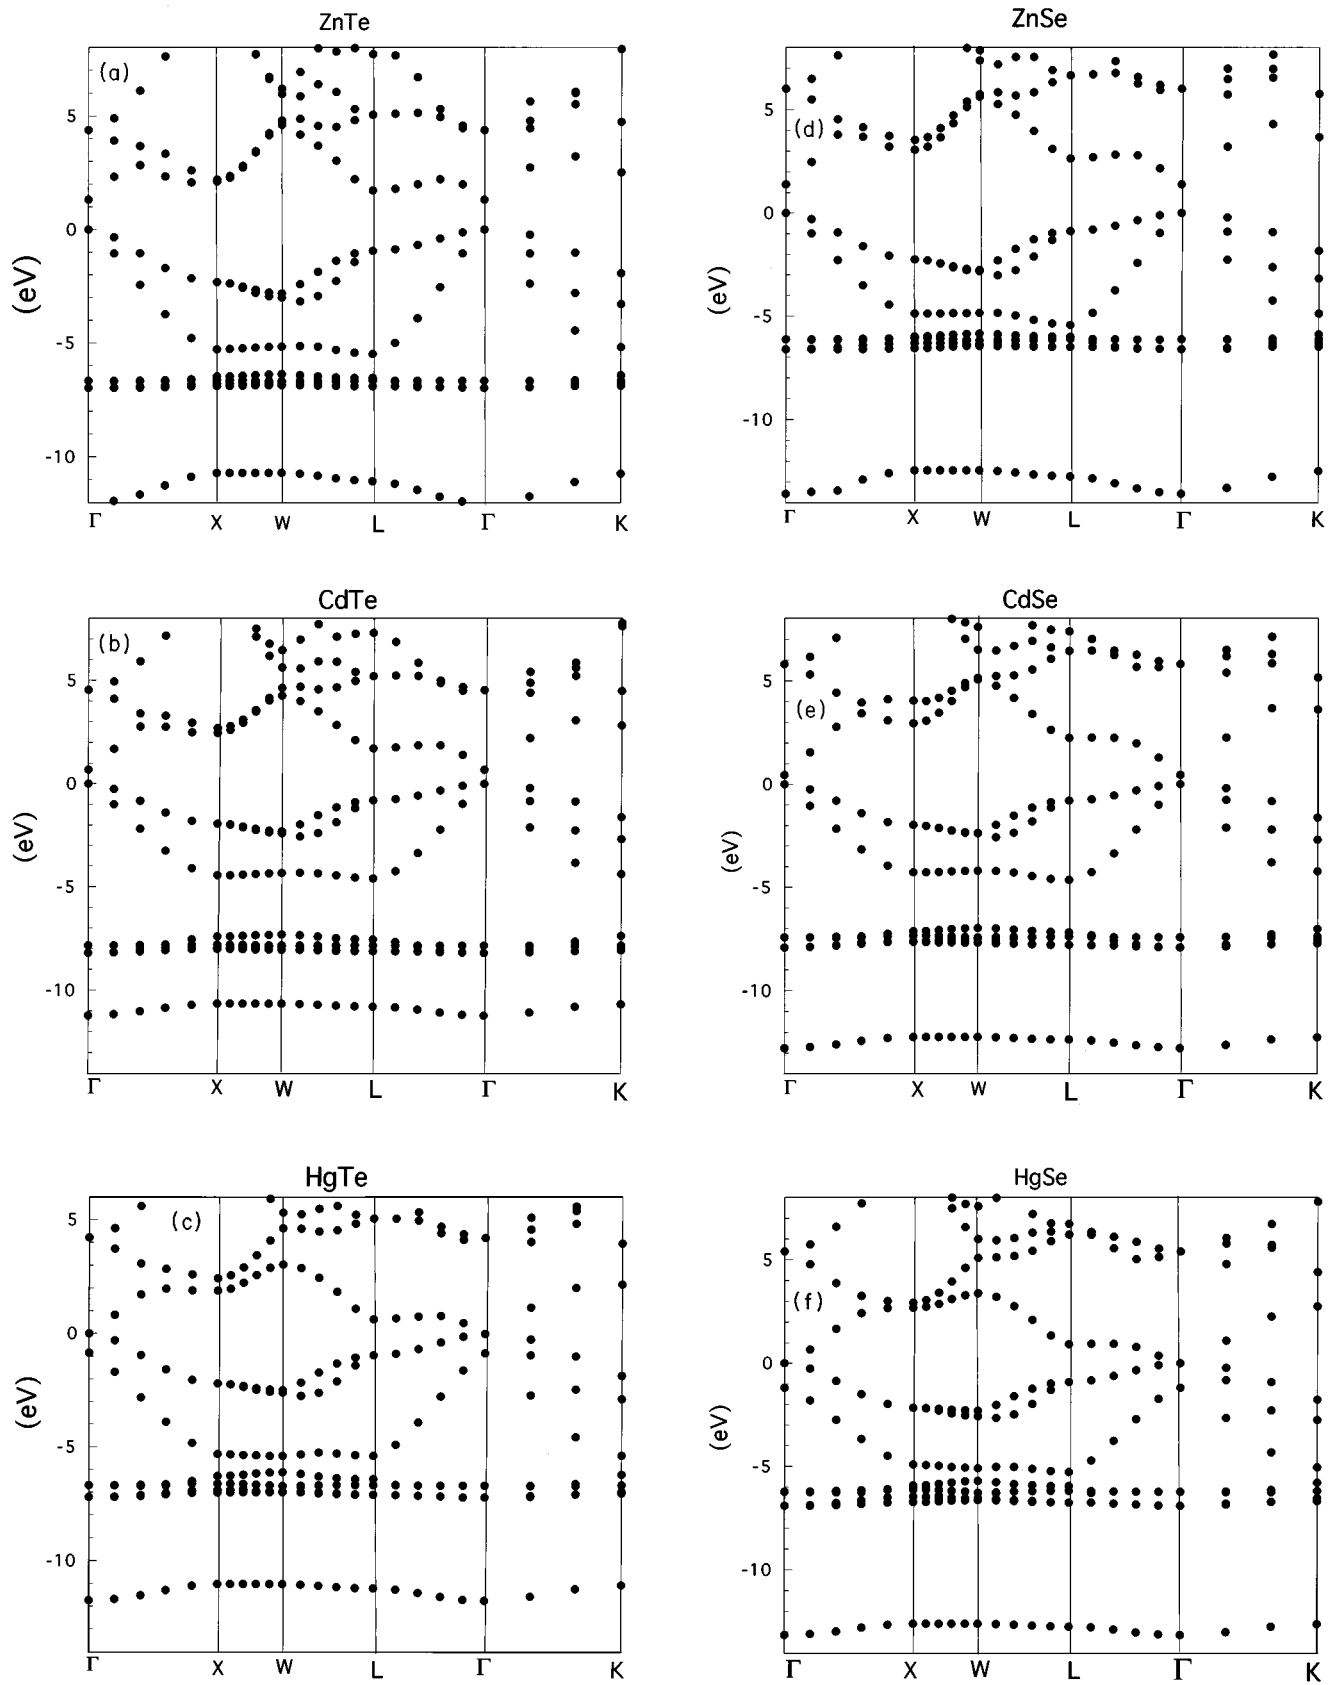 ZnTe
(a)
5
0
-5
-10
(eV)
Γ X W L Γ K
ZnSe
(d)
5
0
-5
-10
(eV)
Γ X W L Γ K
CdTe
(b)
5
0
-5
-10
(eV)
Γ X W L Γ K
CdSe
(e)
5
0
-5
-10
(eV)
Γ X W L Γ K
HgTe
(c)
5
0
-5
-10
(eV)
Γ X W L Γ K
HgSe
(f)
5
0
-5
-10
(eV)
Γ X W L Γ K